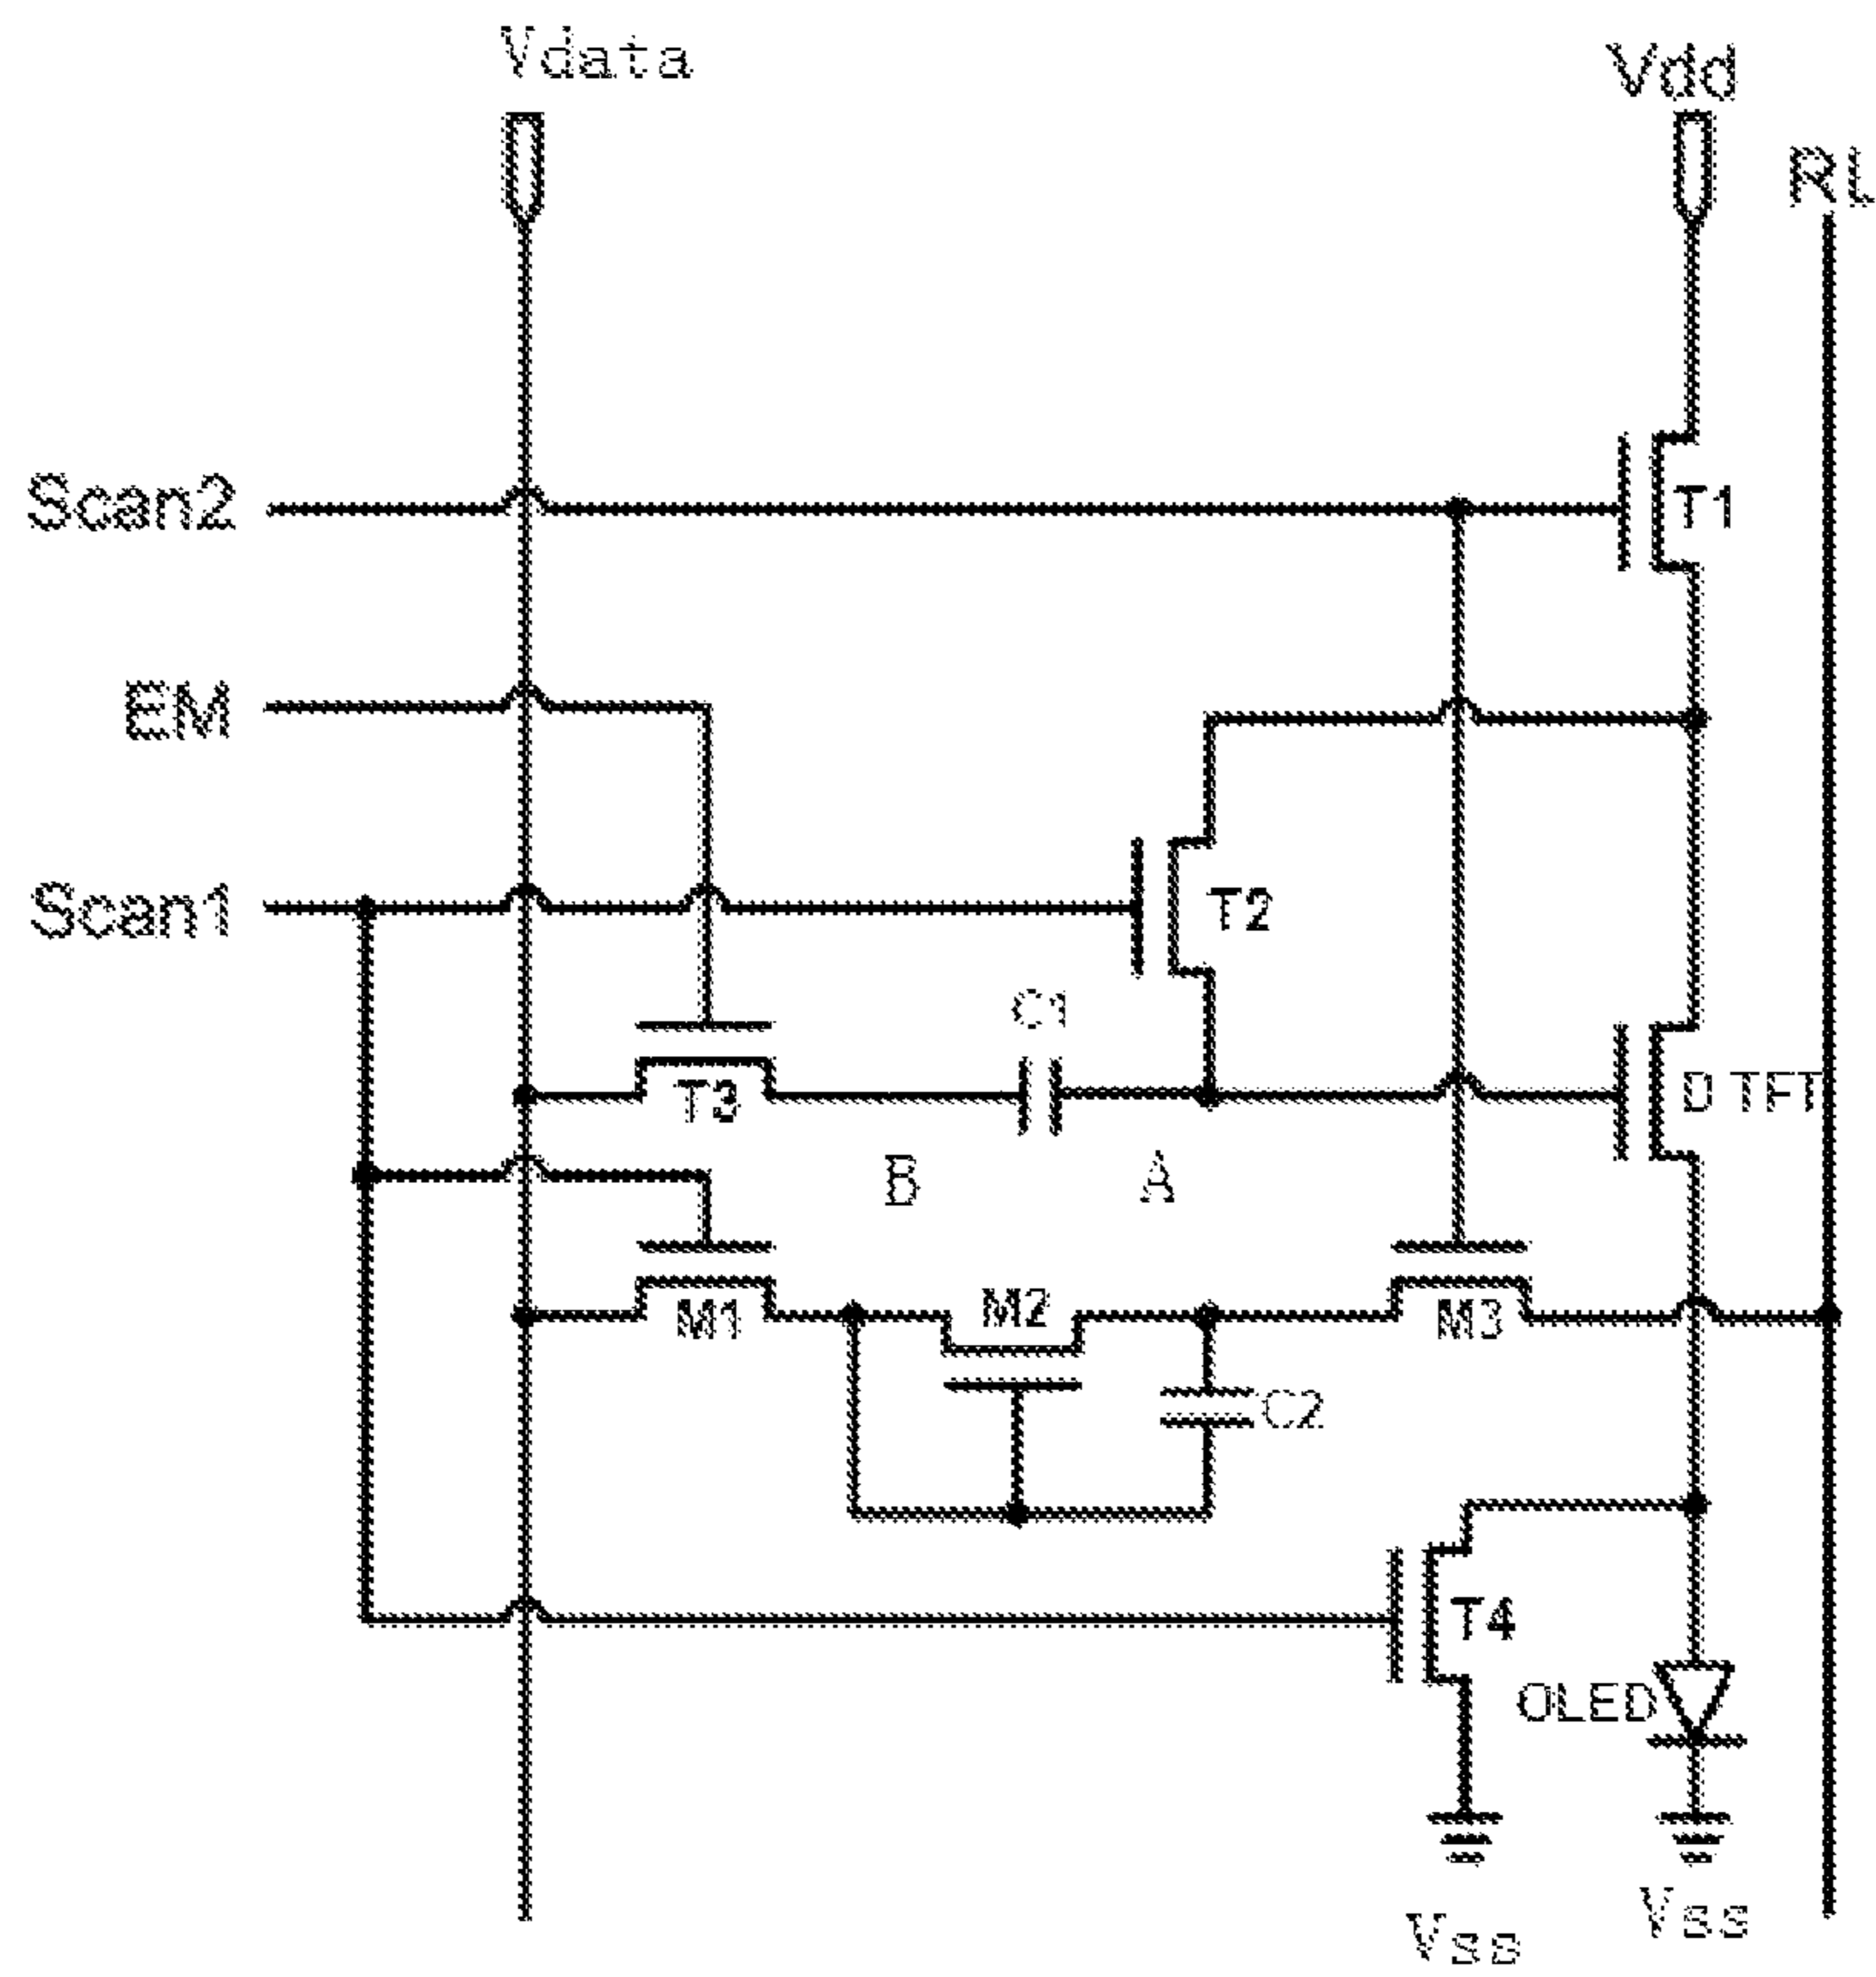 Vdata
Vdd
RL
Scan2
T1
EM
Scan1
T2
C1
T3
D TFT
B
A
M1
M2
M3
C2
T4
OLED
Vss
Vss